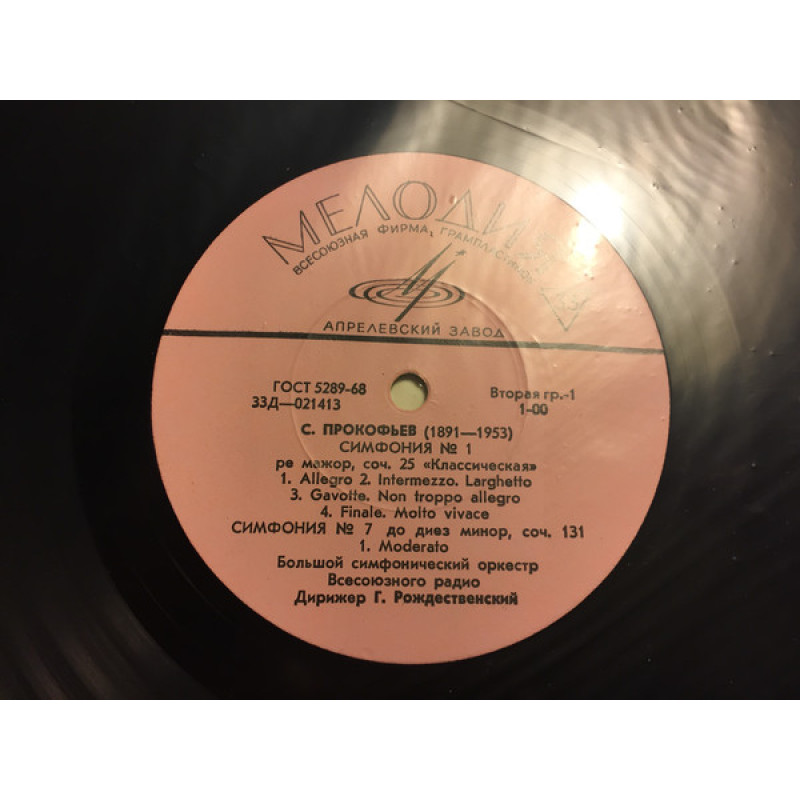 МЕЛОДИЯ
ВСЕСОЮЗНАЯ ФИРМА ГРАМПЛАСТИНОК
АПРЕЛЕВСКИЙ ЗАВОД
ГОСТ 5289-68
33Д—021413
Вторая гр.-1
1-00
С. ПРОКОФЬЕВ (1891—1953)
СИМФОНИЯ № 1
ре мажор, соч. 25 «Классическая»
1. Allegro 2. Intermezzo. Larghetto
3. Gavotte. Non troppo allegro
4. Finale. Molto vivace
СИМФОНИЯ № 7 до диез минор, соч. 131
1. Moderato
Большой симфонический оркестр
Всесоюзного радио
Дирижер Г. Рождественский